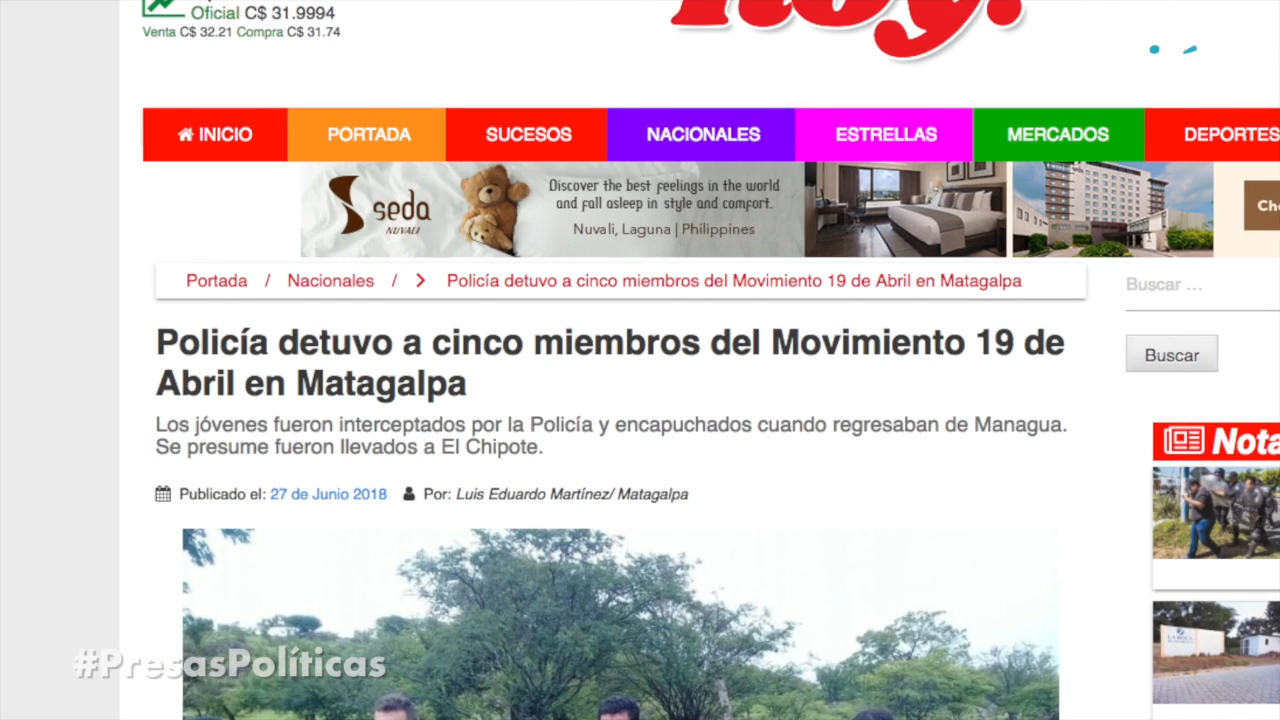 Oficial C$ 31.9994
Venta C$ 32.21 Compra C$ 31.74
hoy.
INICIO PORTADA SUCESOS NACIONALES ESTRELLAS MERCADOS DEPORTES
seda
NUVALI
Discover the best feelings in the world
and fall asleep in style and comfort.
Nuvali, Laguna | Philippines
Portada / Nacionales / > Policía detuvo a cinco miembros del Movimiento 19 de Abril en Matagalpa
Buscar ...
Policía detuvo a cinco miembros del Movimiento 19 de
Abril en Matagalpa
Buscar
Los jóvenes fueron interceptados por la Policía y encapuchados cuando regresaban de Managua.
Se presume fueron llevados a El Chipote.
Nota
Publicado el: 27 de Junio 2018 Por: Luis Eduardo Martínez/ Matagalpa
#PresasPolíticas